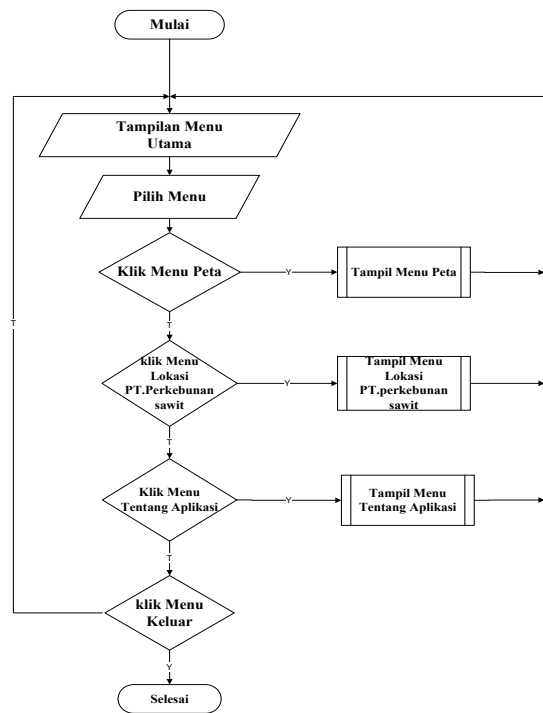 Mulai
Tampilan Menu
Utama
Pilih Menu
Klik Menu Peta
Y
Tampil Menu Peta
T
T
klik Menu
Lokasi
PT.Perkebunan
sawit
Y
Tampil Menu
Lokasi
PT.perkebunan
sawit
T
Klik Menu
Tentang Aplikasi
Y
Tampil Menu
Tentang Aplikasi
T
klik Menu
Keluar
Y
Selesai